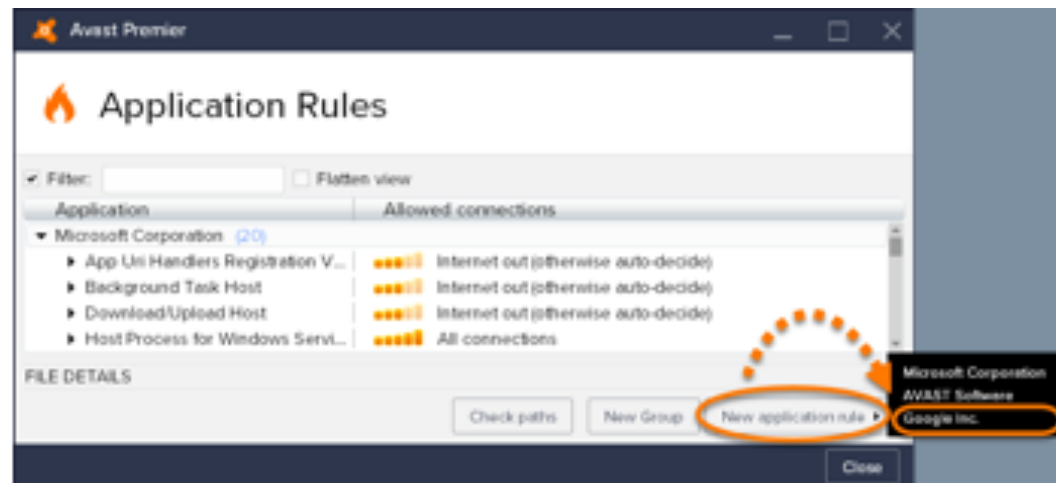 Avast Premier
Application Rules
Filter:
Flatten view
Application
Allowed connections
Microsoft Corporation (20)
App Uri Handlers Registration V...
Internet out (otherwise auto-decide)
Background Task Host
Internet out (otherwise auto-decide)
Download/Upload Host
Internet out (otherwise auto-decide)
Host Process for Windows Servi...
All connections
FILE DETAILS
Microsoft Corporation
AVAST Software
Google Inc.
Check paths
New Group
New application rule
Close